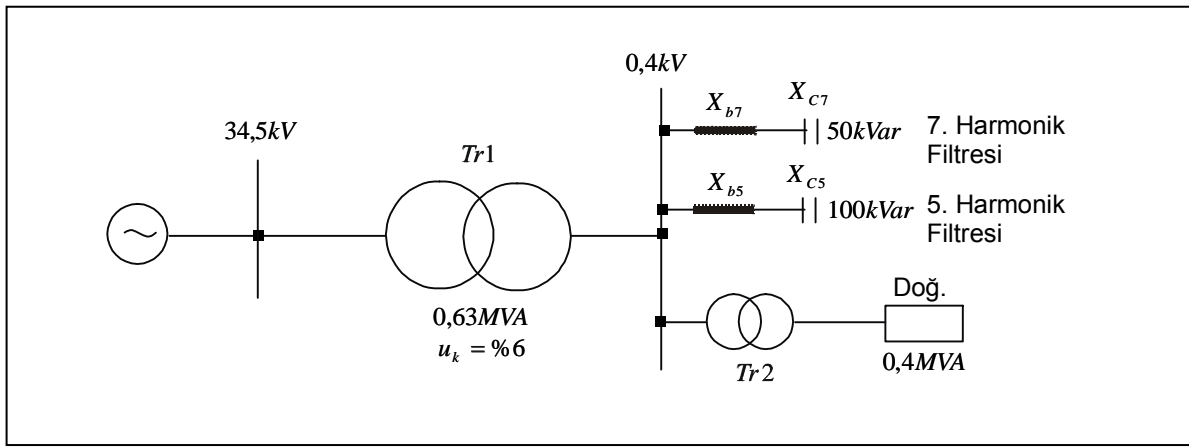 0,4kV
34,5kV
Tr1
0,63MVA
u_k = %6
X_b7
X_C7
50kVar
7. Harmonik
Filtresi
X_b5
X_C5
100kVar
5. Harmonik
Filtresi
Tr2
Doğ.
0,4MVA